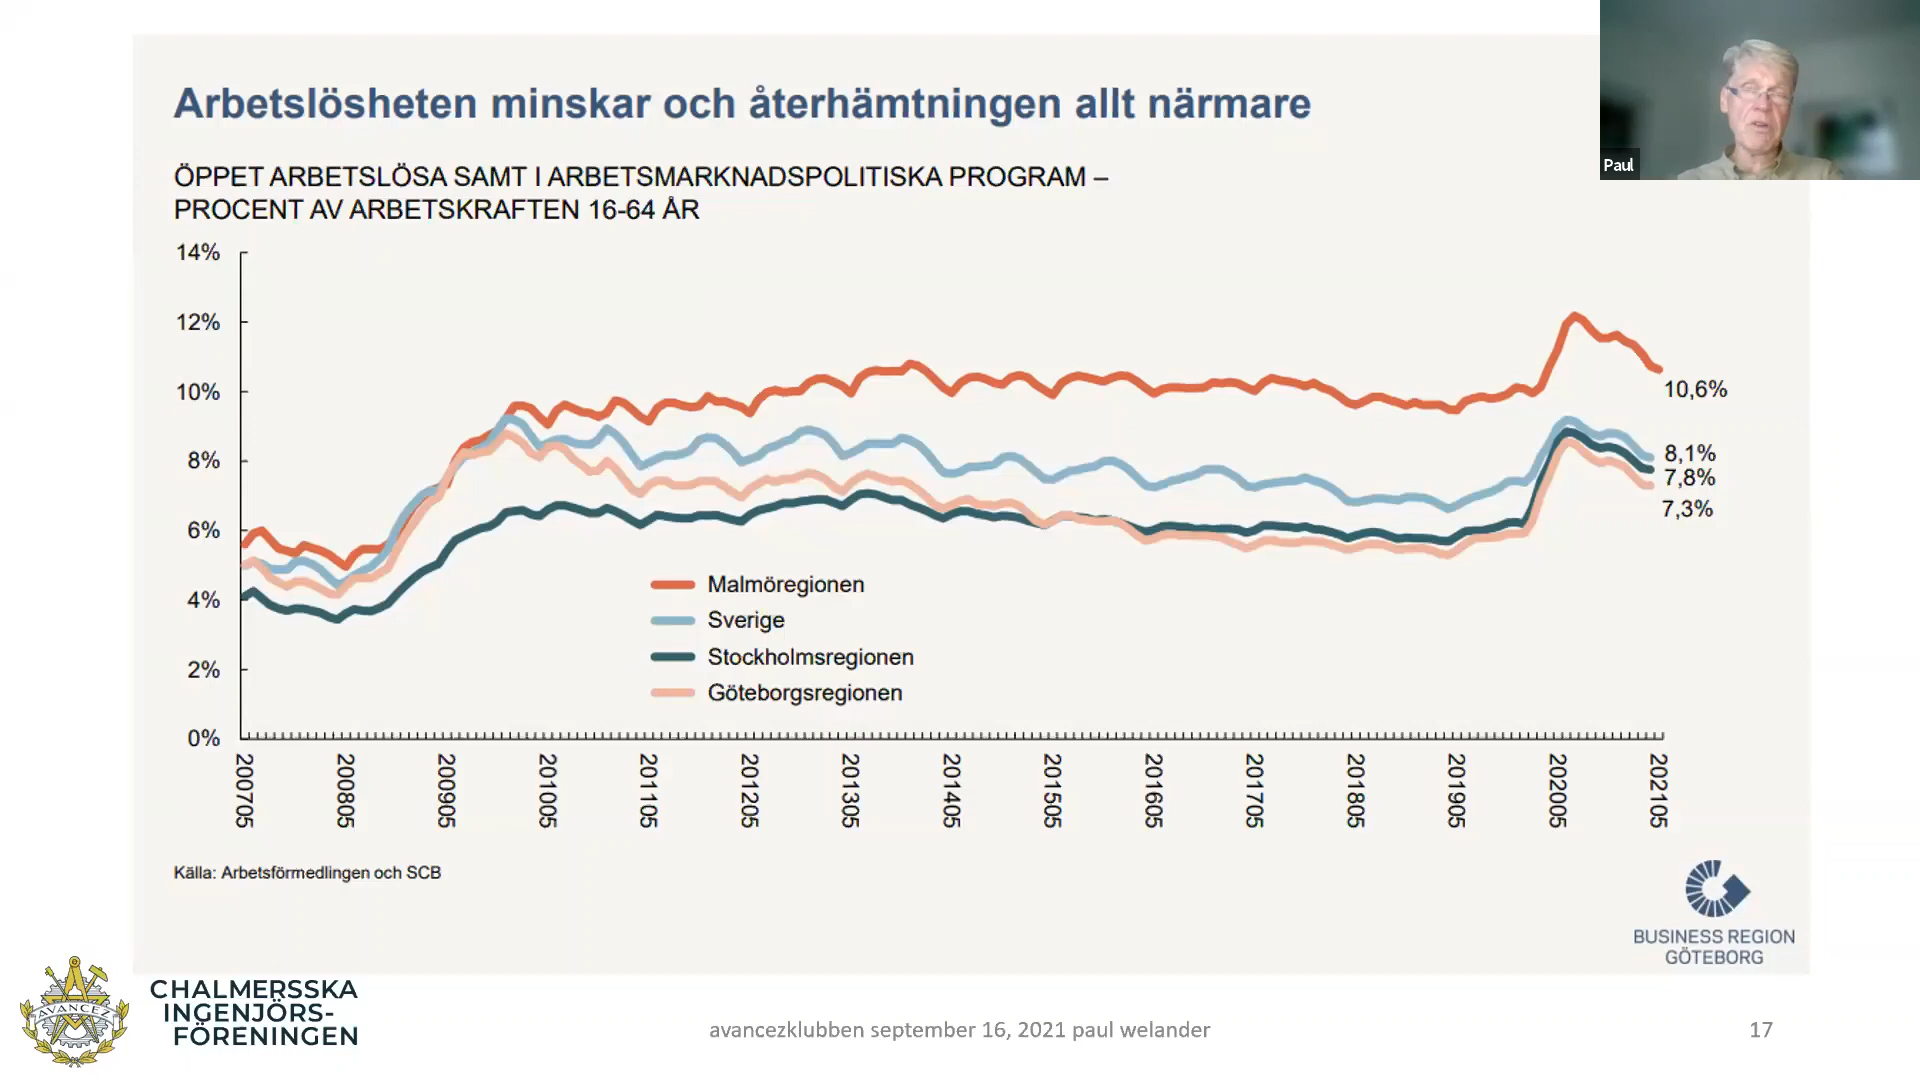 Arbetslösheten minskar och återhämtningen allt närmare
Paul
ÖPPET ARBETSLÖSA SAMT I ARBETSMARKNADSPOLITISKA PROGRAM –
PROCENT AV ARBETSKRAFTEN 16-64 ÅR
14%
12%
10%
8%
6%
4%
2%
0%
10,6%
8,1%
7,8%
7,3%
Malmöregionen
Sverige
Stockholmsregionen
Göteborgsregionen
200705
200805
200905
201005
201105
201205
201305
201405
201505
201605
201705
201805
201905
202005
202105
Källa: Arbetsförmedlingen och SCB
BUSINESS REGION
GÖTEBORG
AVANCEZ
CHALMERSSKA
INGENJÖRS-
FÖRENINGEN
avancezklubben september 16, 2021 paul welander
17